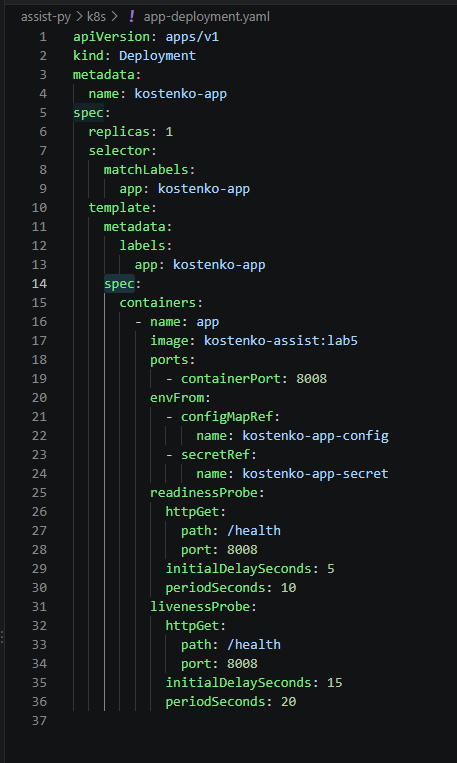 assist-py > k8s > ! app-deployment.yaml
1 apiVersion: apps/v1
2 kind: Deployment
3 metadata:
4   name: kostenko-app
5 spec:
6   replicas: 1
7   selector:
8     matchLabels:
9       app: kostenko-app
10   template:
11     metadata:
12       labels:
13         app: kostenko-app
14     spec:
15       containers:
16         - name: app
17           image: kostenko-assist:lab5
18           ports:
19             - containerPort: 8008
20           envFrom:
21             - configMapRef:
22                 name: kostenko-app-config
23             - secretRef:
24                 name: kostenko-app-secret
25           readinessProbe:
26             httpGet:
27               path: /health
28               port: 8008
29             initialDelaySeconds: 5
30             periodSeconds: 10
31           livenessProbe:
32             httpGet:
33               path: /health
34               port: 8008
35             initialDelaySeconds: 15
36             periodSeconds: 20
37